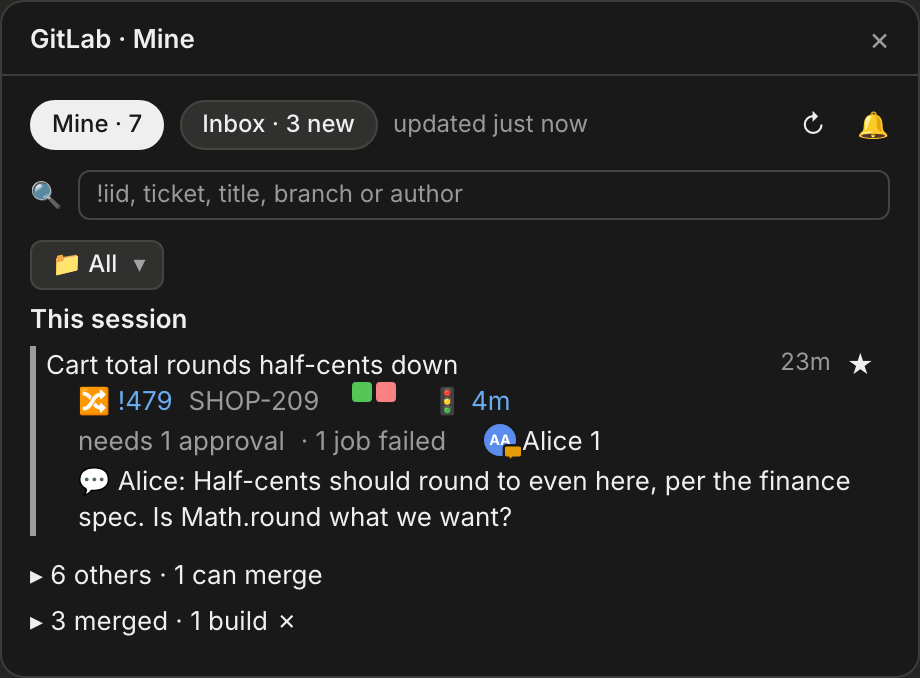 GitLab · Mine ×
Mine · 7 Inbox · 3 new updated just now
!iid, ticket, title, branch or author
All
This session
Cart total rounds half-cents down 23m
!479 SHOP-209 4m
needs 1 approval · 1 job failed AA Alice 1
Alice: Half-cents should round to even here, per the finance
spec. Is Math.round what we want?
▸ 6 others · 1 can merge
▸ 3 merged · 1 build ×